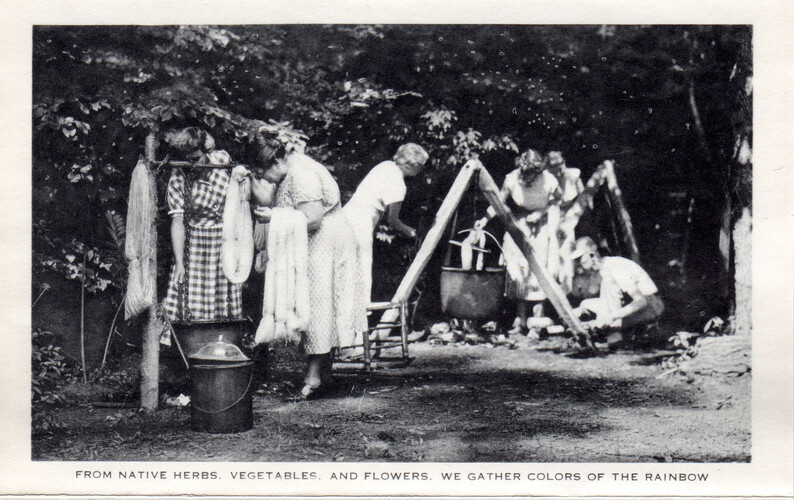 FROM NATIVE HERBS. VEGETABLES. AND FLOWERS. WE GATHER COLORS OF THE RAINBOW